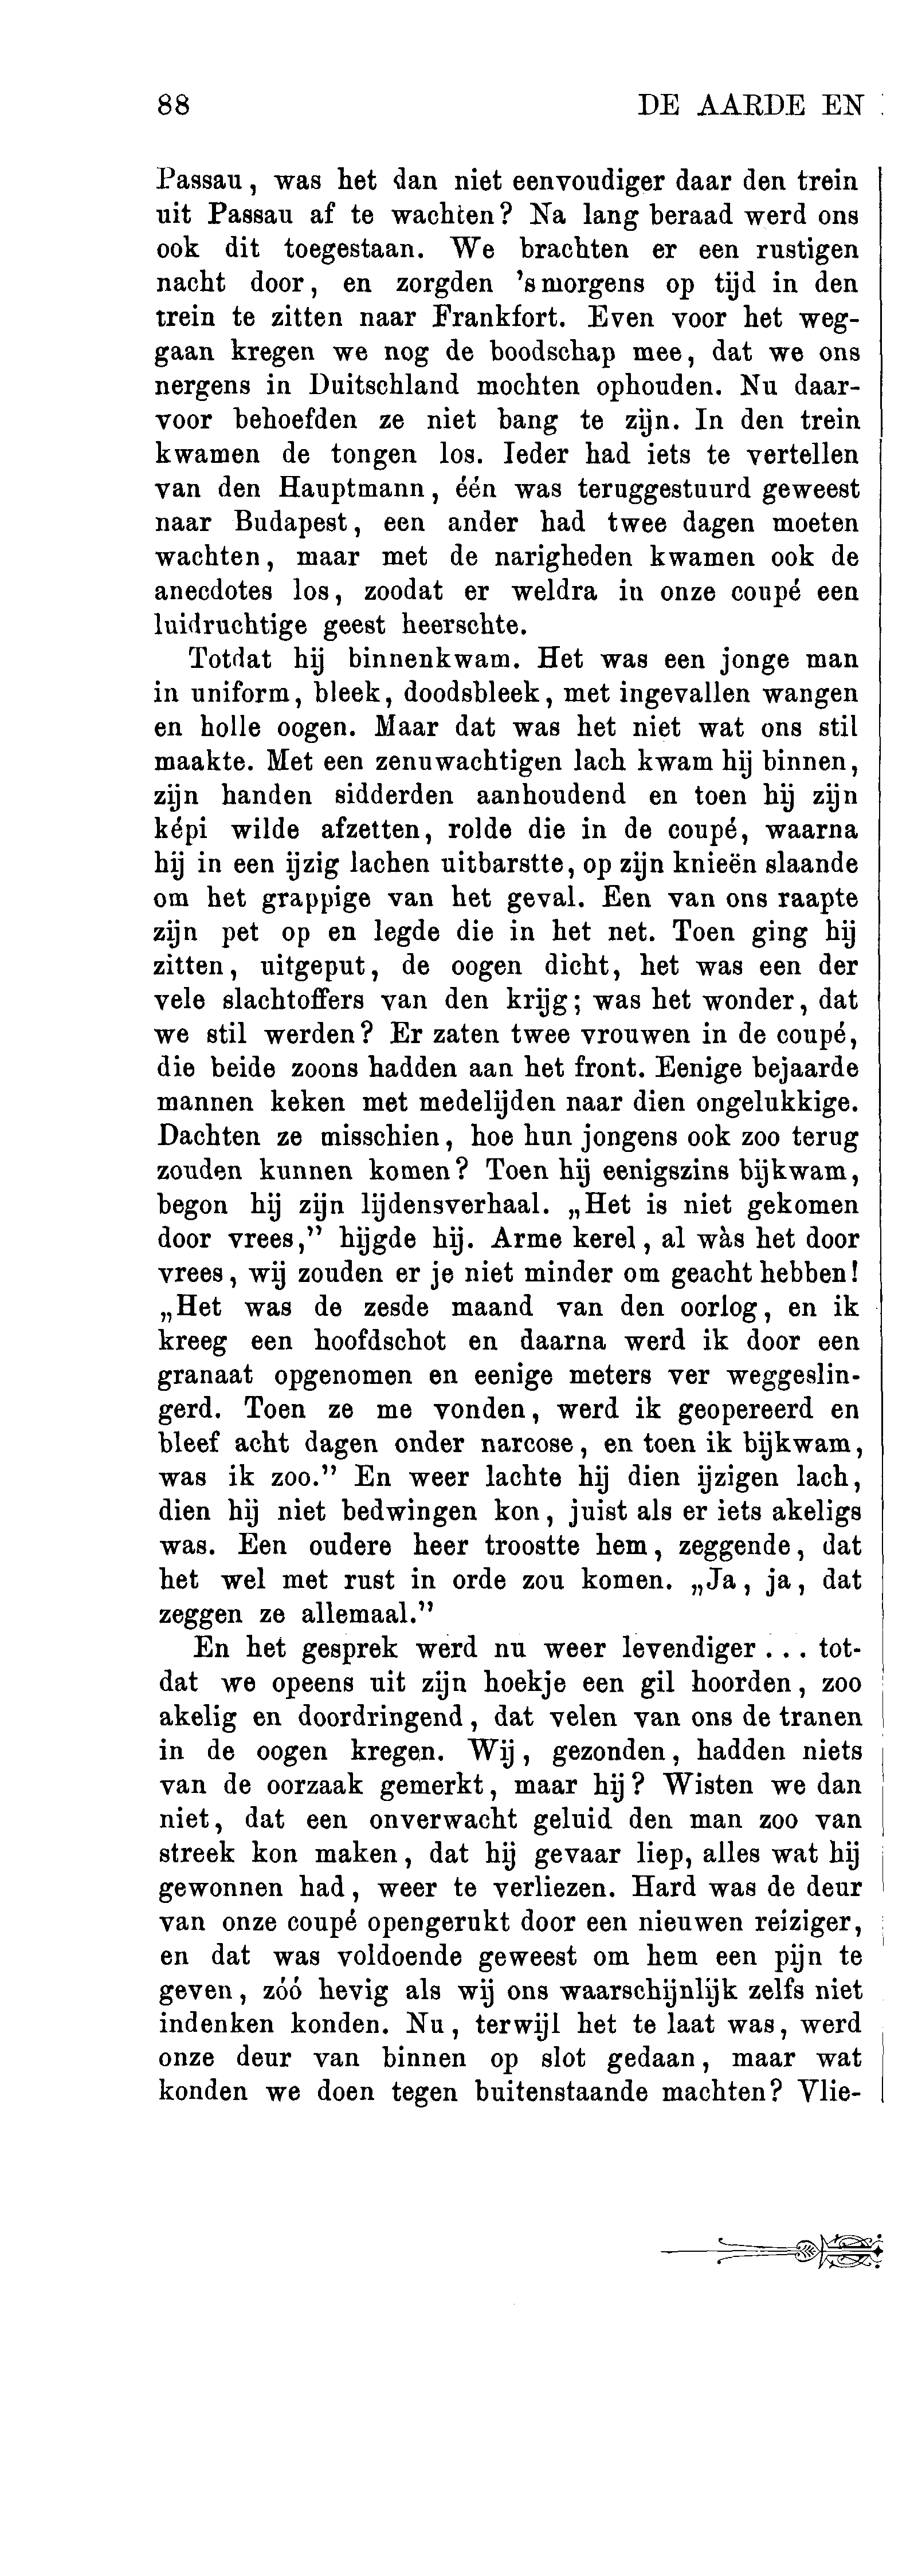 88 DE AARDE EN
Passau, was het dan niet eenvoudiger daar den trein
uit Passau af te wachten? Na lang beraad werd ons
ook dit toegestaan. We brachten er een rustigen
nacht door, en zorgden 's morgens op tijd in den
trein te zitten naar Frankfort. Even voor het weg-
gaan kregen we nog de boodschap mee, dat we ons
nergens in Duitschland mochten ophouden. Nu daar-
voor behoefden ze niet bang te zijn. In den trein
kwamen de tongen los. Ieder had iets te vertellen
van den Hauptmann, één was teruggestuurd geweest
naar Budapest, een ander had twee dagen moeten
wachten, maar met de narigheden kwamen ook de
anecdotes los, zoodat er weldra in onze coupé een
luidruchtige geest heerschte.
Totdat hij binnenkwam. Het was een jonge man
in uniform, bleek, doodsbleek, met ingevallen wangen
en holle oogen. Maar dat was het niet wat ons stil
maakte. Met een zenuwachtigen lach kwam hij binnen,
zijn handen sidderden aanhoudend en toen hij zijn
képi wilde afzetten, rolde die in de coupé, waarna
hij in een ijzig lachen uitbarstte, op zijn knieën slaande
om het grappige van het geval. Een van ons raapte
zijn pet op en legde die in het net. Toen ging hij
zitten, uitgeput, de oogen dicht, het was een der
vele slachtoffers van den krijg; was het wonder, dat
we stil werden? Er zaten twee vrouwen in de coupé,
die beide zoons hadden aan het front. Eenige bejaarde
mannen keken met medelijden naar dien ongelukkige.
Dachten ze misschien, hoe hun jongens ook zoo terug
zouden kunnen komen? Toen hij eenigszins bijkwam,
begon hij zijn lijdensverhaal. „Het is niet gekomen
door vrees,” hijgde hij. Arme kerel, al wàs het door
vrees, wij zouden er je niet minder om geacht hebben!
„Het was de zesde maand van den oorlog, en ik
kreeg een hoofdschot en daarna werd ik door een
granaat opgenomen en eenige meters ver weggeslin-
gerd. Toen ze me vonden, werd ik geopereerd en
bleef acht dagen onder narcose, en toen ik bijkwam,
was ik zoo.” En weer lachte hij dien ijzigen lach,
dien hij niet bedwingen kon, juist als er iets akeligs
was. Een oudere heer troostte hem, zeggende, dat
het wel met rust in orde zou komen. „Ja, ja, dat
zeggen ze allemaal.”
En het gesprek werd nu weer levendiger ... tot-
dat we opeens uit zijn hoekje een gil hoorden, zoo
akelig en doordringend, dat velen van ons de tranen
in de oogen kregen. Wij, gezonden, hadden niets
van de oorzaak gemerkt, maar hij? Wisten we dan
niet, dat een onverwacht geluid den man zoo van
streek kon maken, dat hij gevaar liep, alles wat hij
gewonnen had, weer te verliezen. Hard was de deur
van onze coupé opengerukt door een nieuwen reiziger,
en dat was voldoende geweest om hem een pijn te
geven, zóó hevig als wij ons waarschijnlijk zelfs niet
indenken konden. Nu, terwijl het te laat was, werd
onze deur van binnen op slot gedaan, maar wat
konden we doen tegen buitenstaande machten? Vlie-